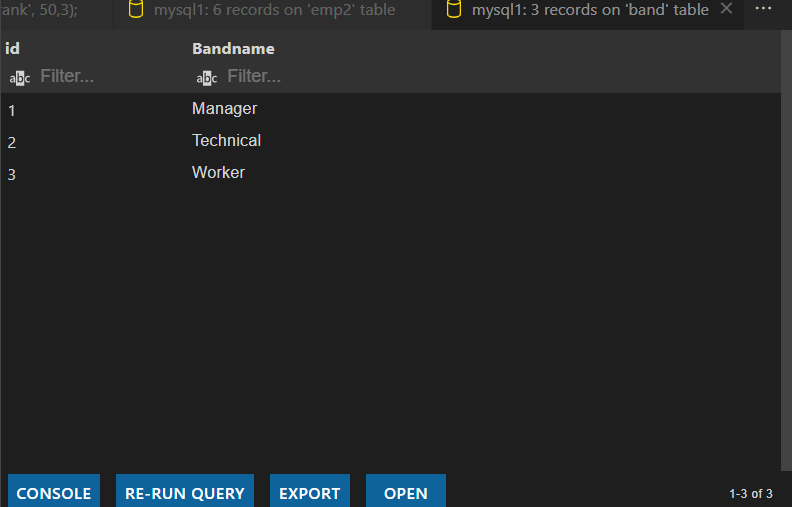 rank', 50,3);
mysql1: 6 records on 'emp2' table
mysql1: 3 records on 'band' table
id Bandname
abc Filter... abc Filter...
1 Manager
2 Technical
3 Worker
CONSOLE RE-RUN QUERY EXPORT OPEN 1-3 of 3